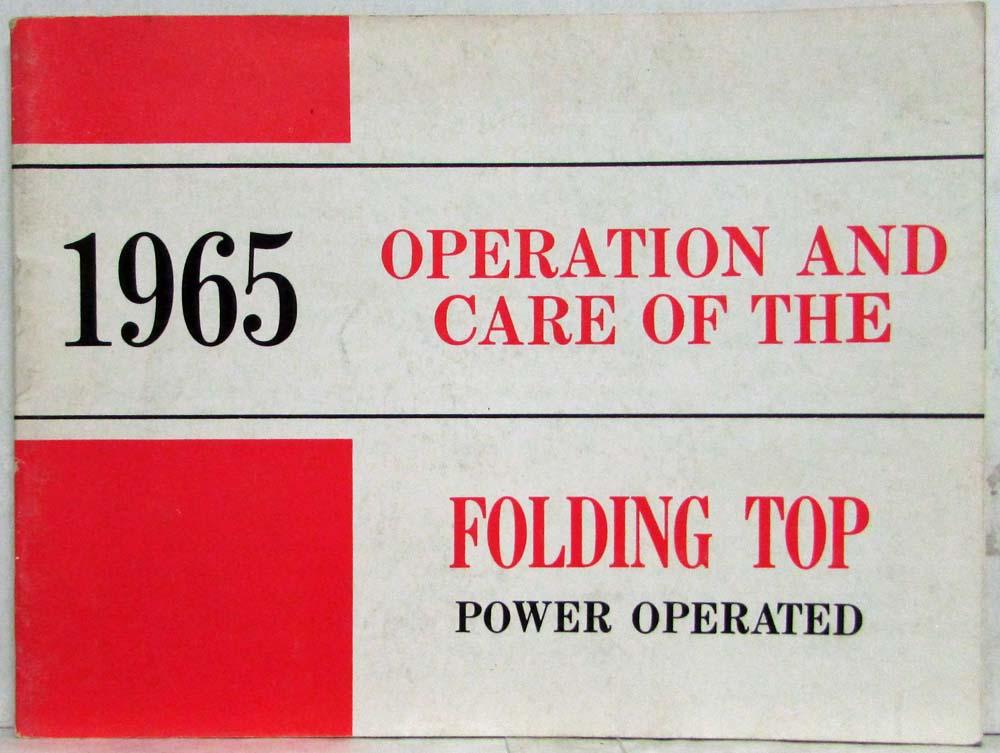 1965
OPERATION AND
CARE OF THE
FOLDING TOP
POWER OPERATED